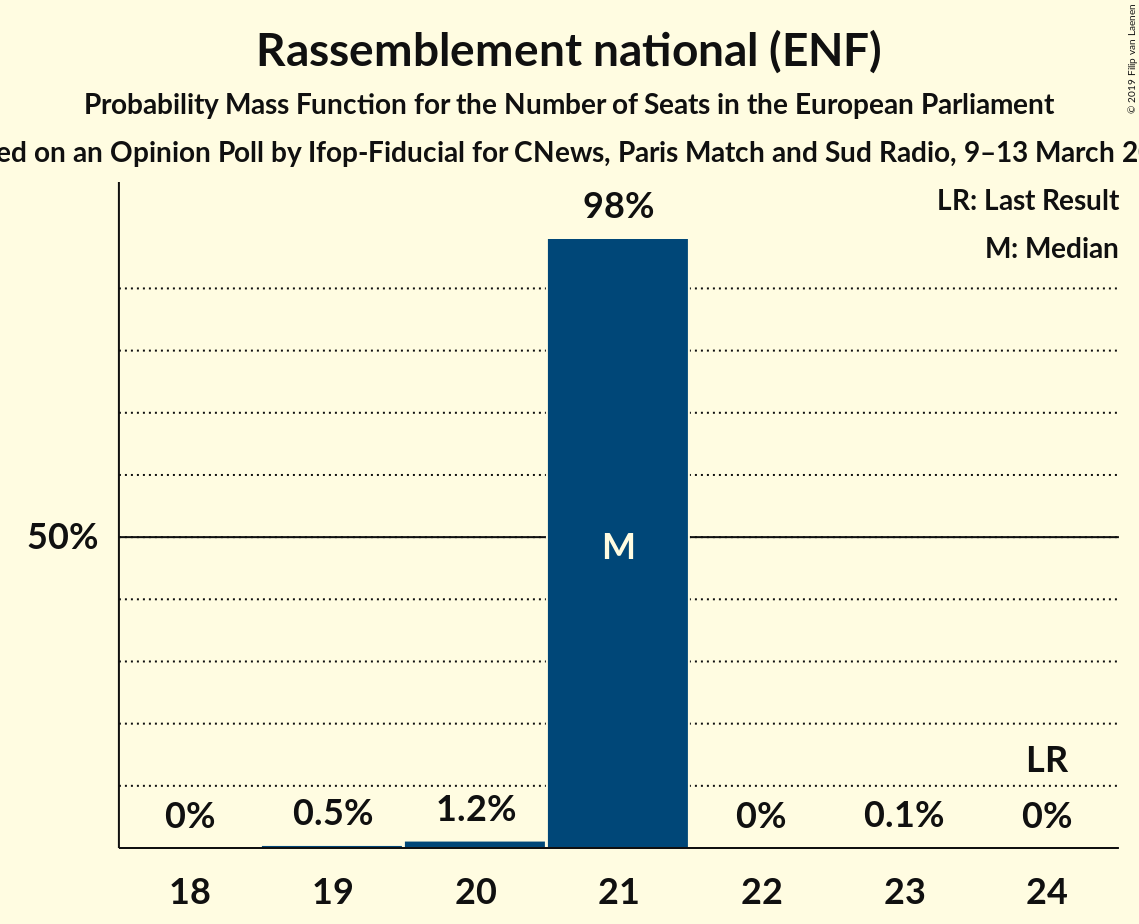 Rassemblement national (ENF)
Probability Mass Function for the Number of Seats in the European Parliament
on an Opinion Poll by Ifop-Fiducial for CNews, Paris Match and Sud Radio, 9–13 March
© 2019 Filip van Laenen
LR: Last Result
M: Median
98%
50%
M
LR
0%
0.5%
1.2%
0%
0.1%
0%
18
19
20
21
22
23
24